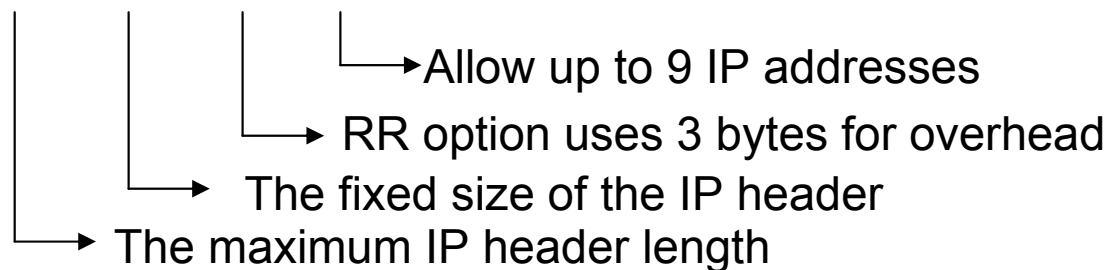 Allow up to 9 IP addresses
RR option uses 3 bytes for overhead
The fixed size of the IP header
The maximum IP header length